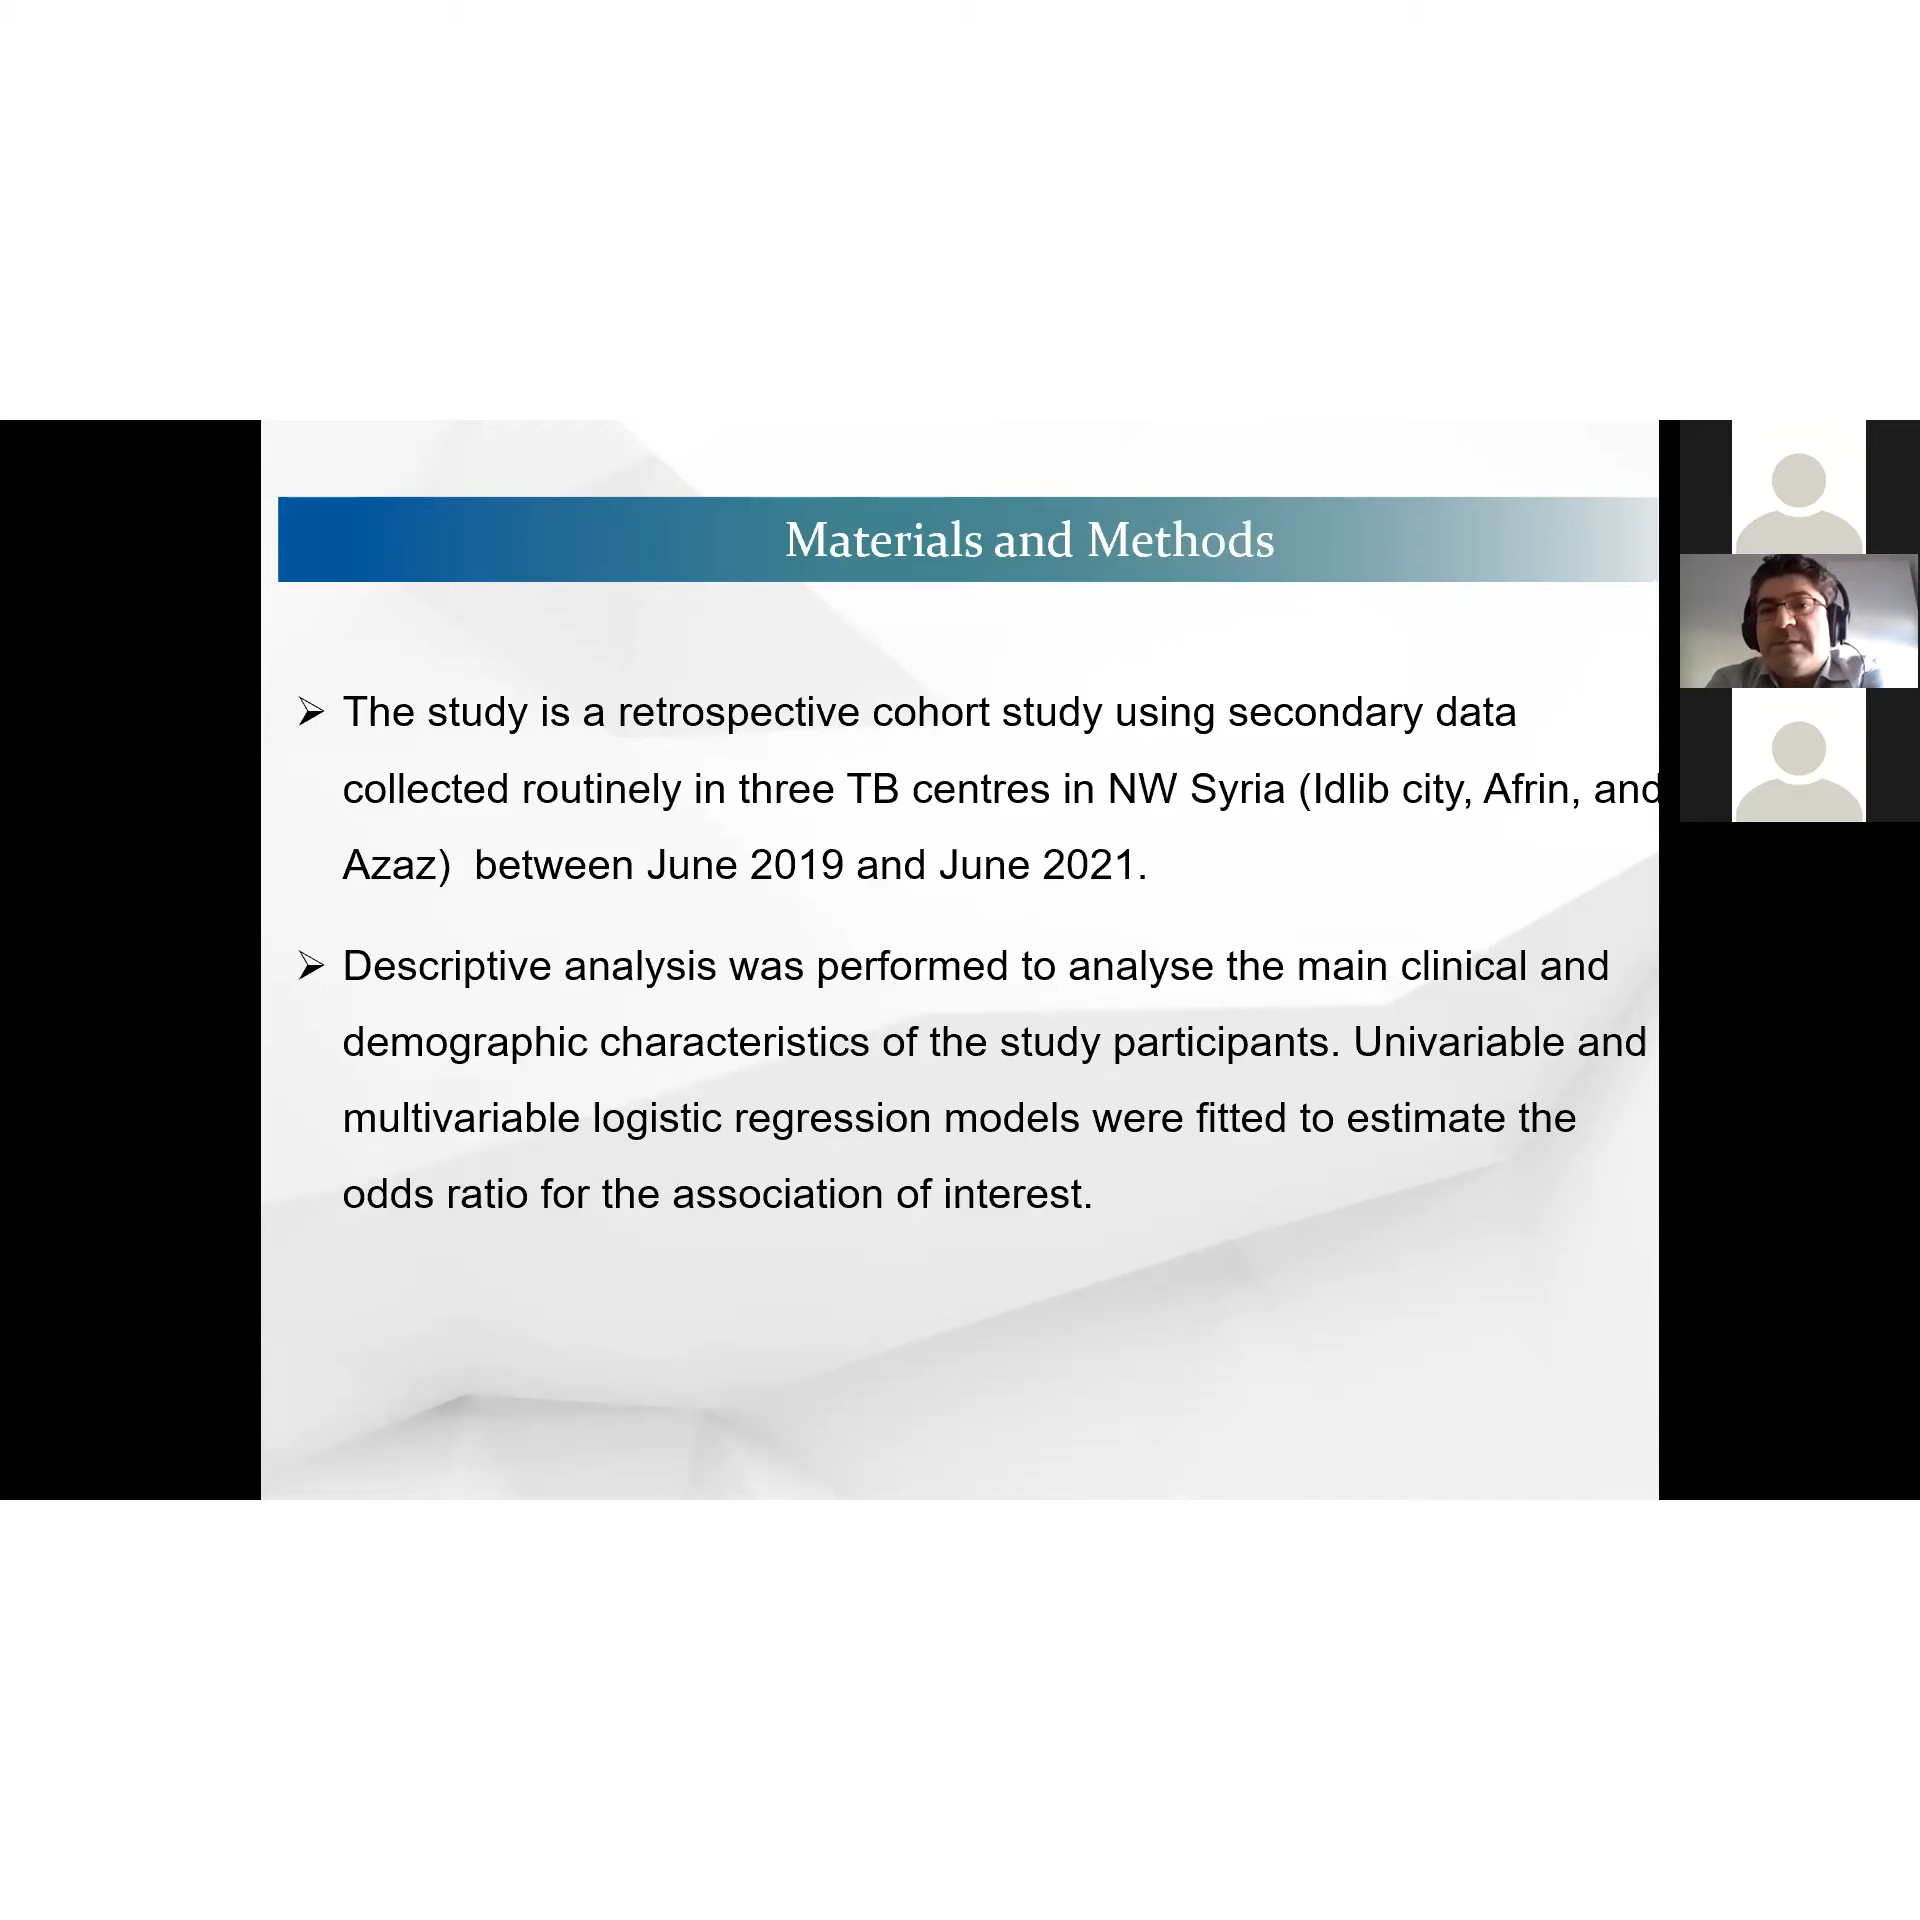 Materials and Methods
➢ The study is a retrospective cohort study using secondary data
collected routinely in three TB centres in NW Syria (Idlib city, Afrin, and
Azaz)  between June 2019 and June 2021.
➢ Descriptive analysis was performed to analyse the main clinical and
demographic characteristics of the study participants. Univariable and
multivariable logistic regression models were fitted to estimate the
odds ratio for the association of interest.